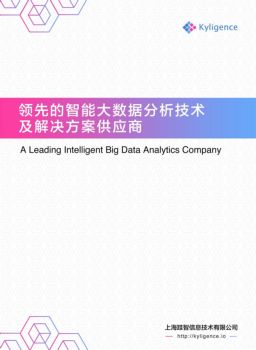 Kyligence
领先的智能大数据分析技术
及解决方案供应商
A Leading Intelligent Big Data Analytics Company
上海跬智信息技术有限公司
http://kyligence.io